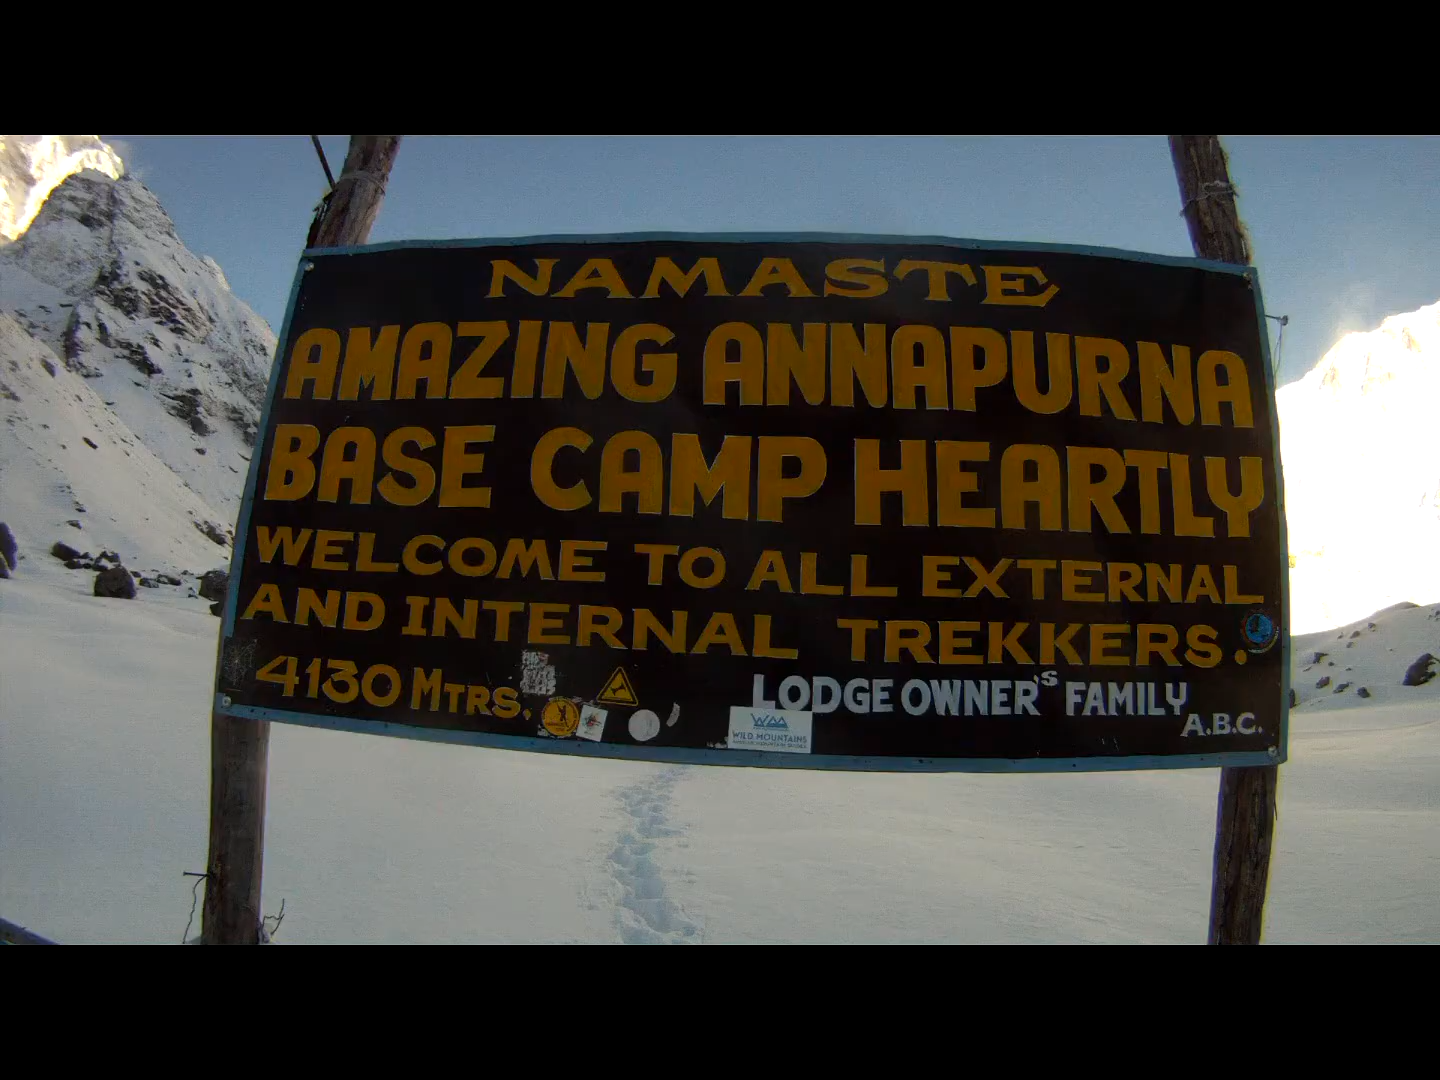 NAMASTE
AMAZING ANNAPURNA
BASE CAMP HEARTLY
WELCOME TO ALL EXTERNAL
AND INTERNAL TREKKERS.
4130 MTRS.
LODGE OWNER'S FAMILY
A.B.C.
WILD MOUNTAINS